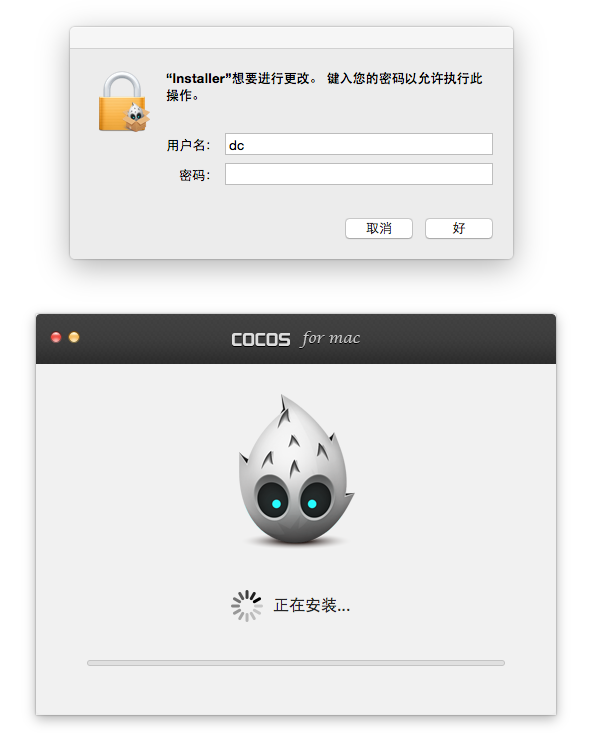 “Installer”想要进行更改。 键入您的密码以允许执行此
操作。
用户名：
dc
密码：
取消
好
COCOS for mac
正在安装...